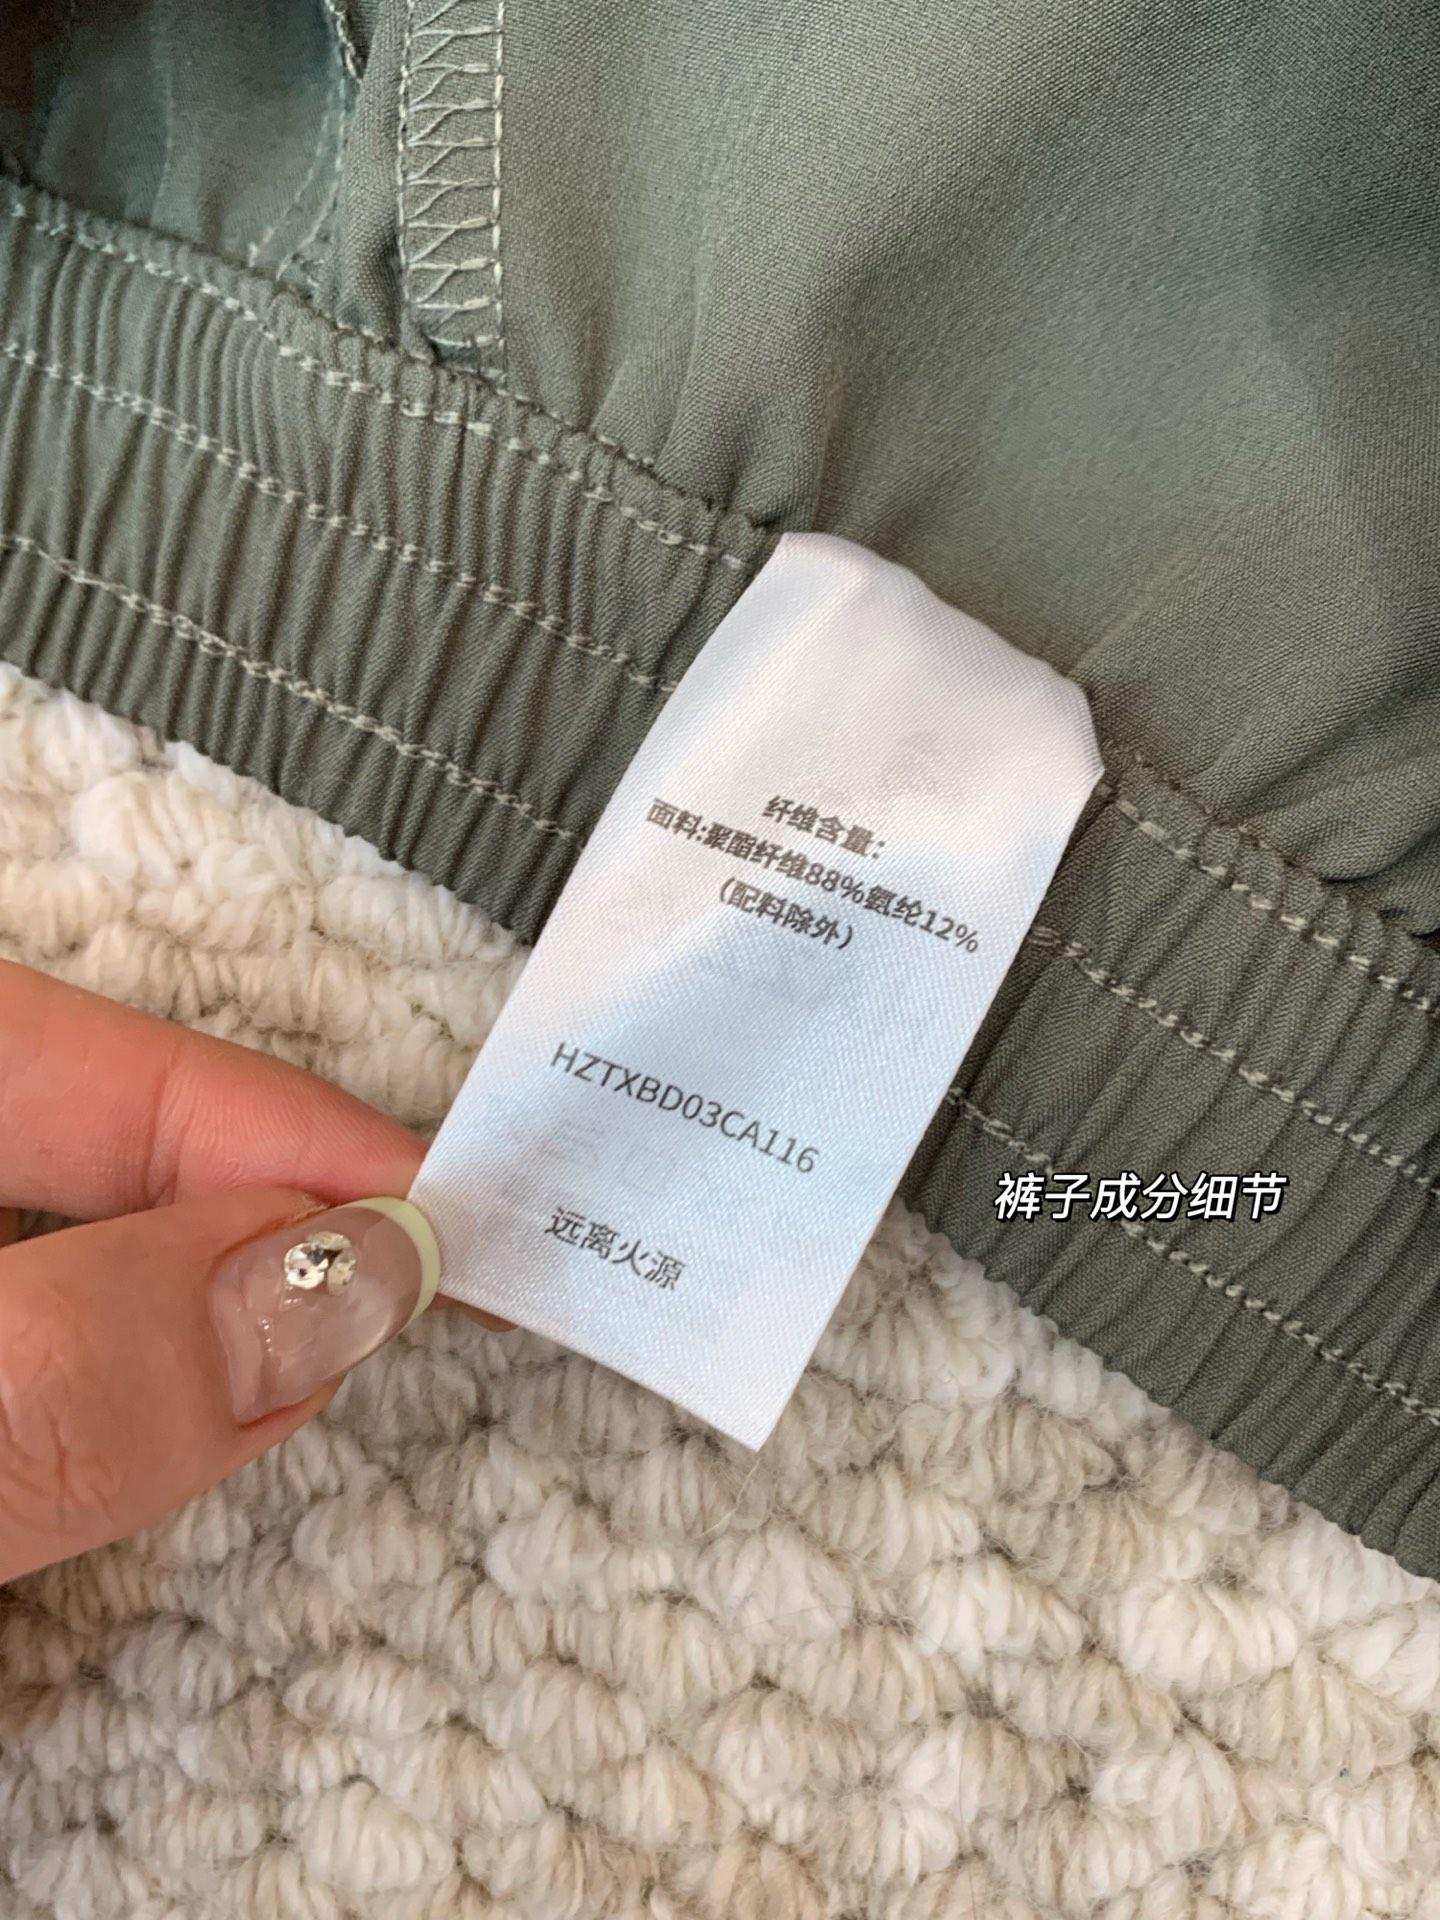 纤维含量：
面料:聚酯纤维88%氨纶12%
（配料除外）
HZTXBD03CA116
远离火源
裤子成分细节